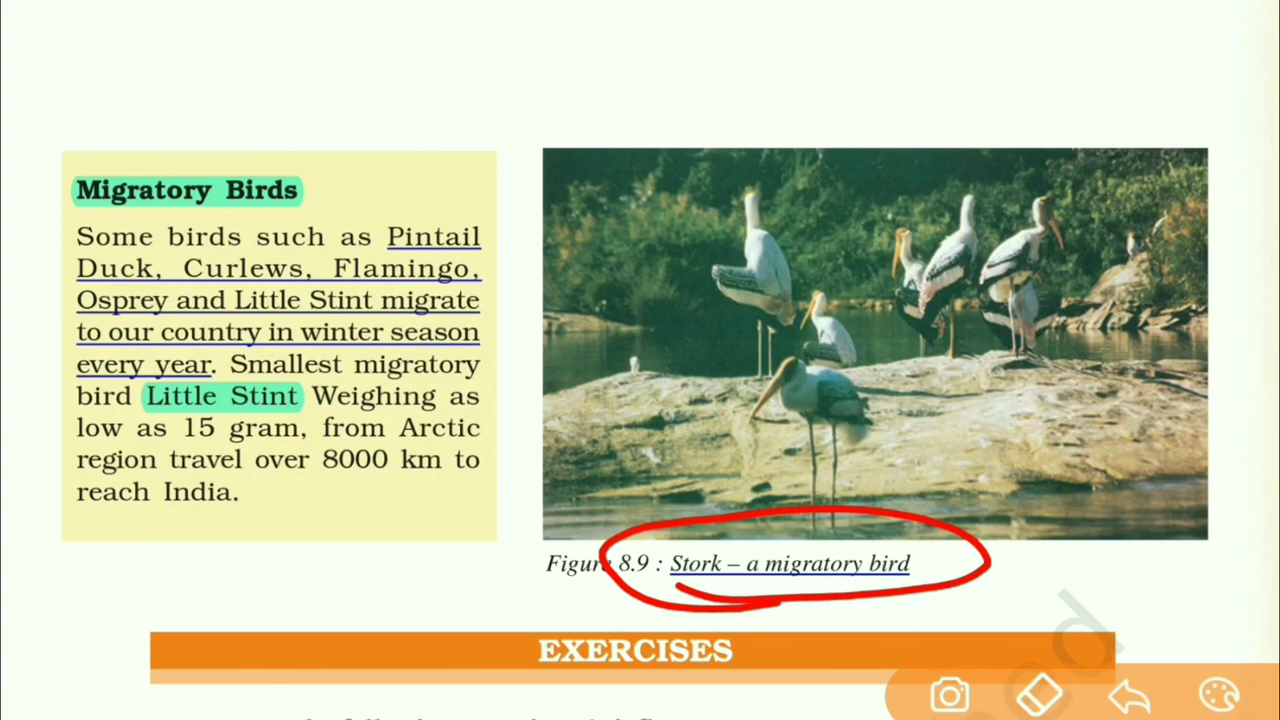 Migratory Birds
Some birds such as Pintail
Duck, Curlews, Flamingo,
Osprey and Little Stint migrate
to our country in winter season
every year. Smallest migratory
bird Little Stint Weighing as
low as 15 gram, from Arctic
region travel over 8000 km to
reach India.
Figure 8.9 : Stork – a migratory bird
EXERCISES